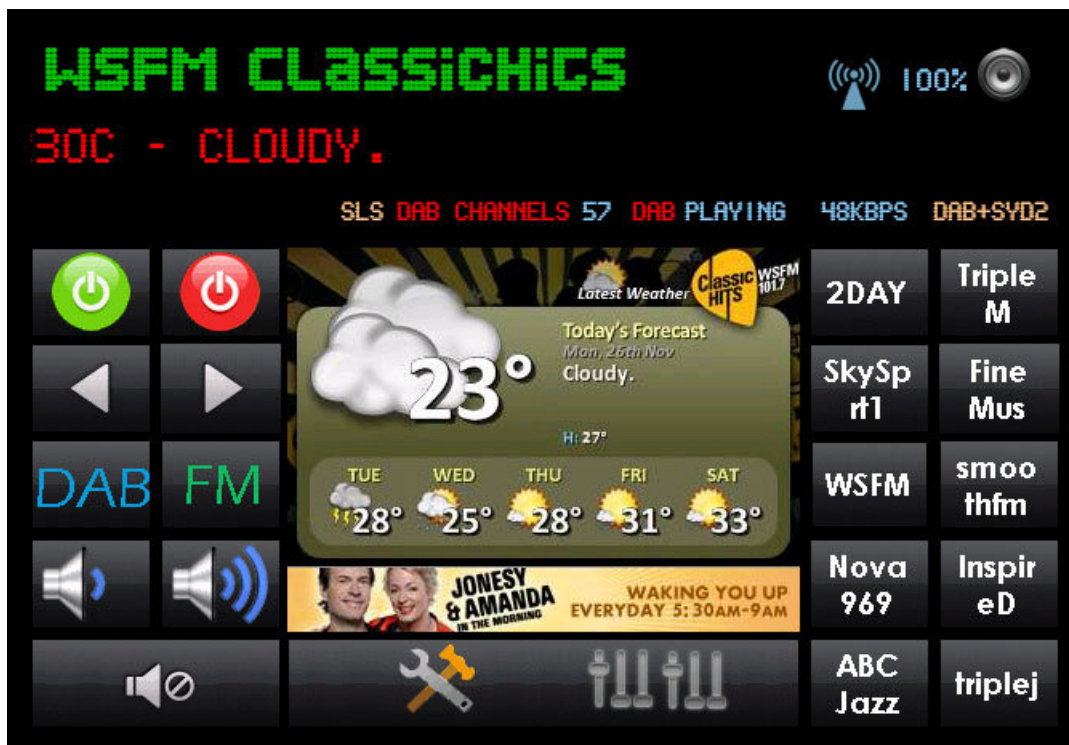 WSFM CLaSSiCHiTS
100%
30C - CLOUDY.
SLS DAB CHANNELS 57 DAB PLAYING 48KBPS DAB+SYD2
DAB FM
Latest Weather
Classic HITS
WSFM
101.7
23°
Today's Forecast
Mon, 26th Nov
Cloudy.
H: 27°
TUE WED THU FRI SAT
28° 25° 28° 31° 33°
JONESY
& AMANDA
IN THE MORNING
WAKING YOU UP
EVERYDAY 5:30AM-9AM
2DAY
Triple
M
SkySp
rt1
Fine
Mus
WSFM
smoo
thfm
Nova
969
Inspir
eD
ABC
Jazz
triplej